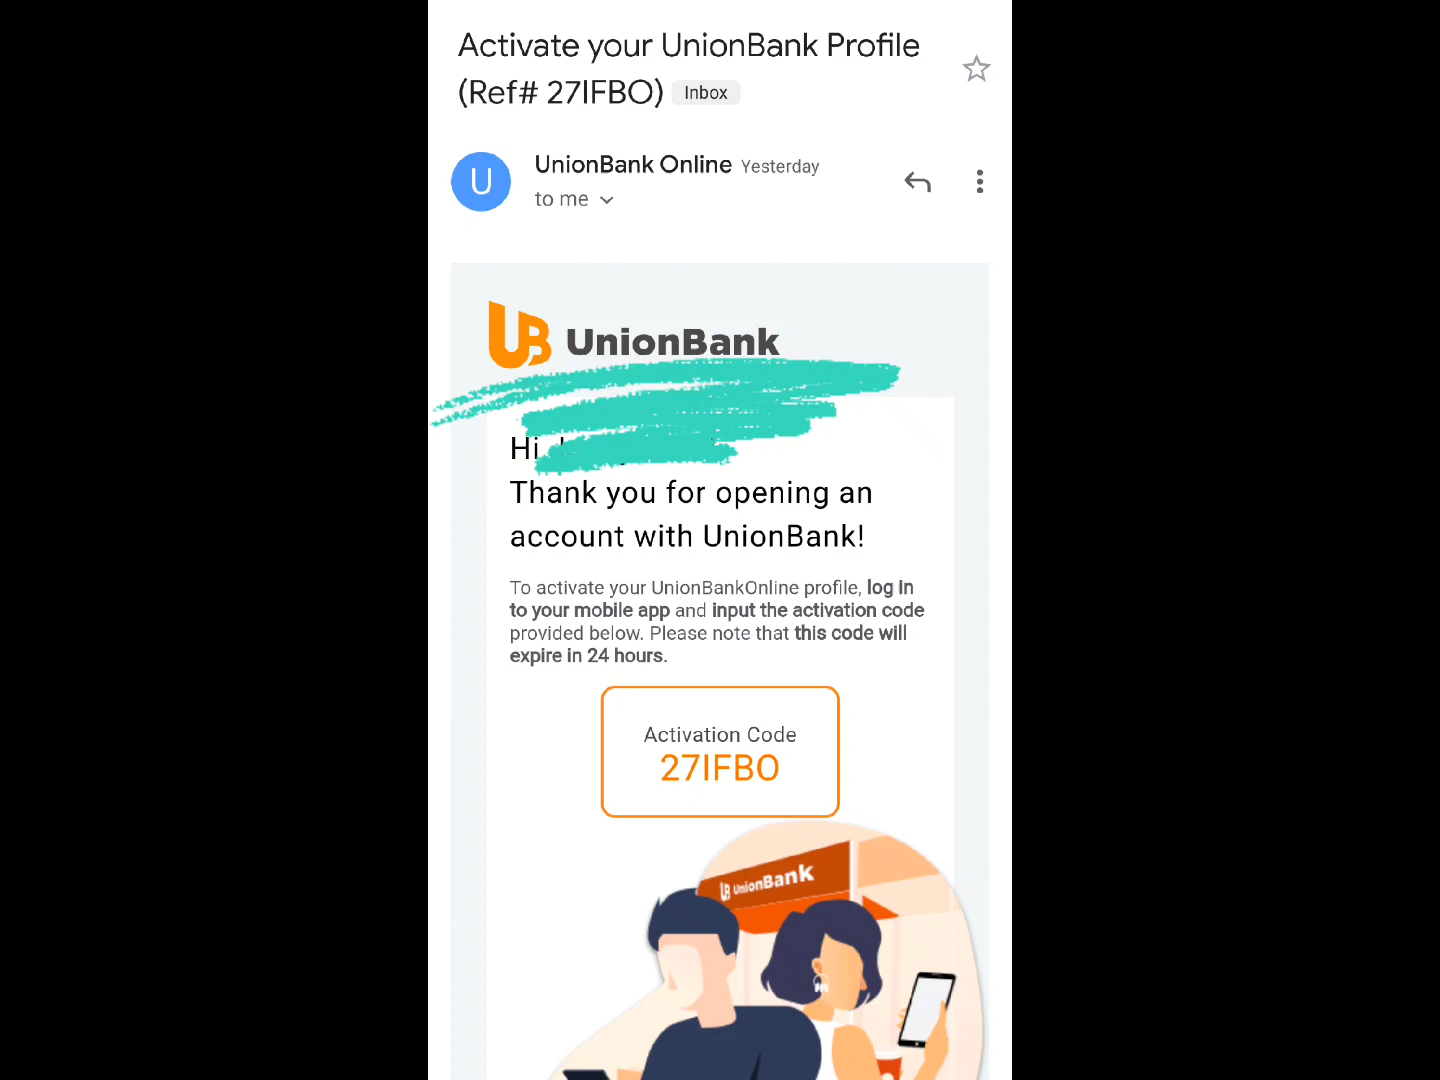 Activate your UnionBank Profile
(Ref# 27IFBO) Inbox
U
UnionBank Online Yesterday
to me
UB UnionBank
Hi
Thank you for opening an
account with UnionBank!
To activate your UnionBankOnline profile, log in
to your mobile app and input the activation code
provided below. Please note that this code will
expire in 24 hours.
Activation Code
27IFBO
UB UnionBank